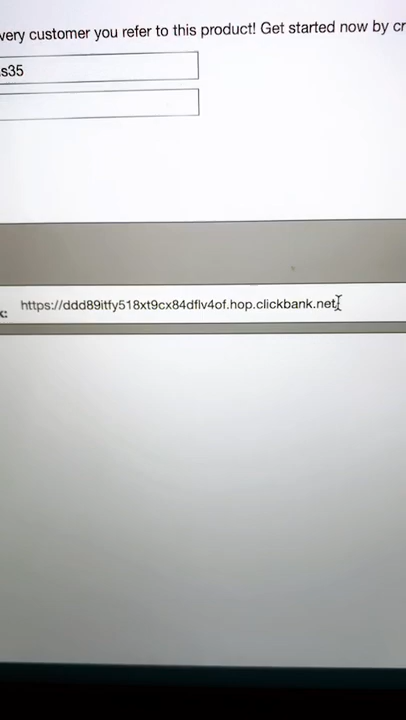 very customer you refer to this product! Get started now by cr
s35
k: https://ddd89itfy518xt9cx84dflv4of.hop.clickbank.net